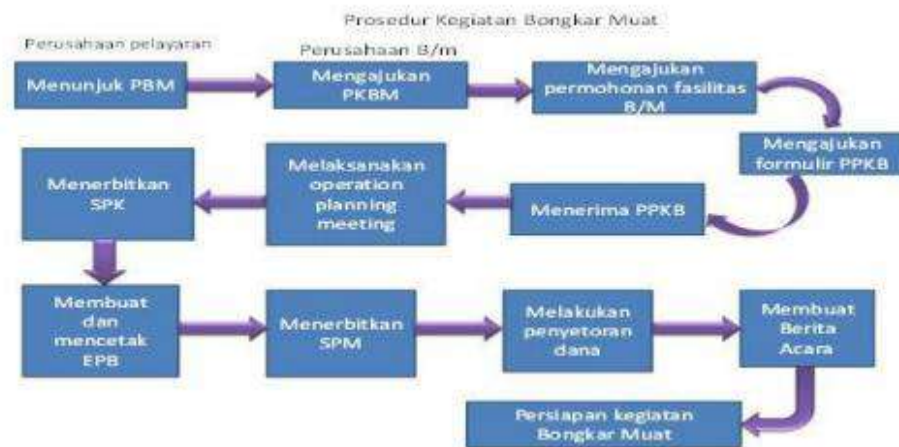 Prosedur Kegiatan Bongkar Muat
Perusahaan pelayaran
Perusahaan B/m
Menunjuk PBM
Mengajukan
PKBM
Mengajukan
permohonan fasilitas
B/M
Mengajukan
formulir PPKB
Menerima PPKB
Melaksanakan
operation
planning
meeting
Menerbitkan
SPK
Membuat
dan
mencetak
EPB
Menerbitkan
SPM
Melakukan
penyetoran
dana
Membuat
Berita
Acara
Persiapan kegiatan
Bongkar Muat